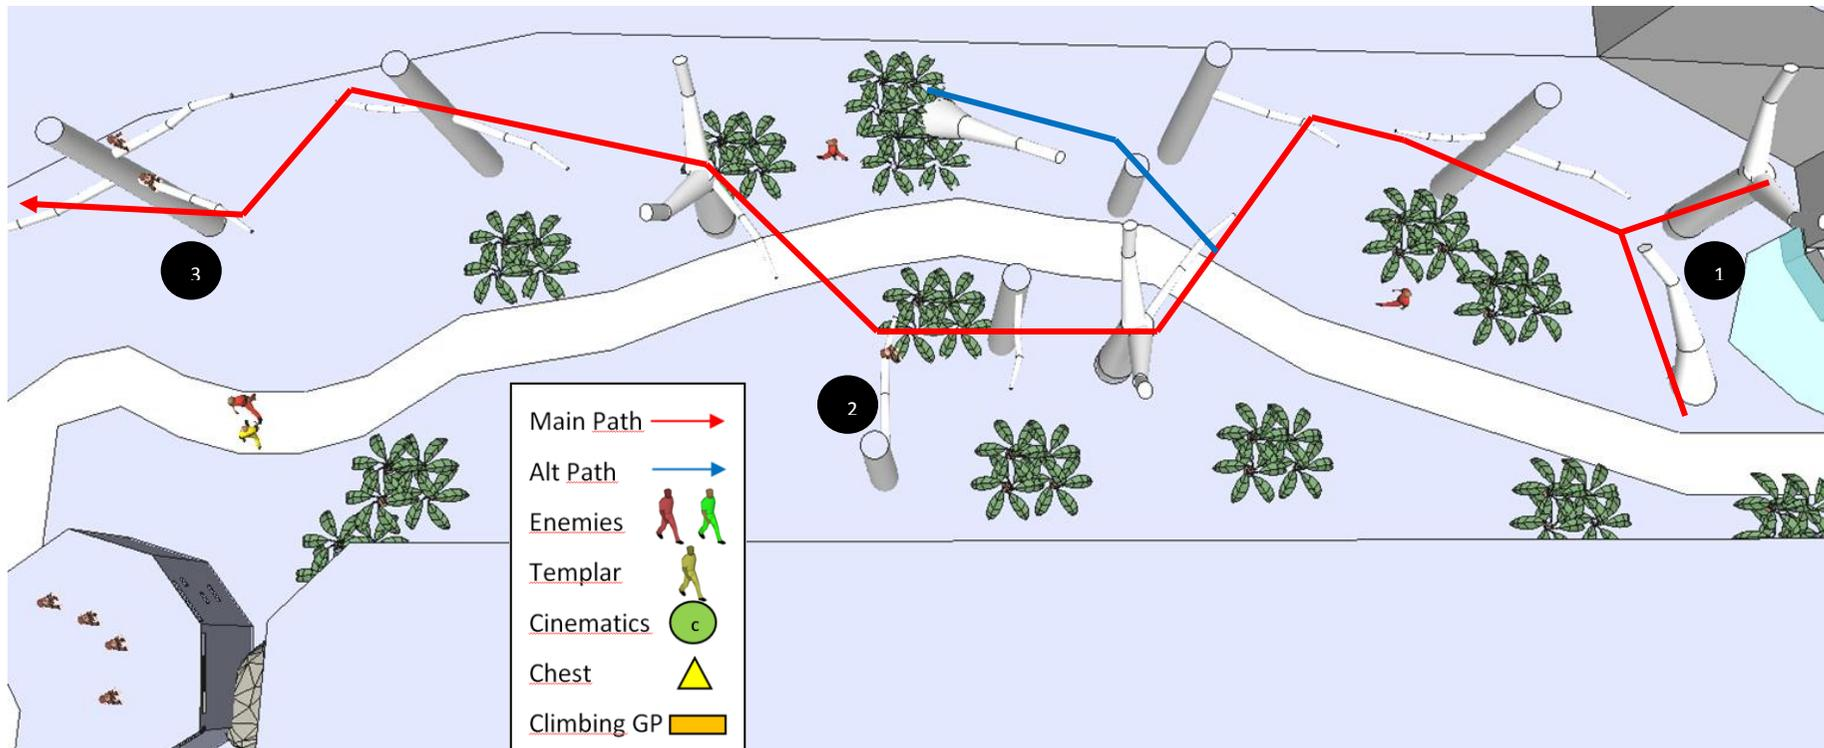 1
3
2
Main Path
Alt Path
Enemies
Templar
Cinematics c
Chest
Climbing GP